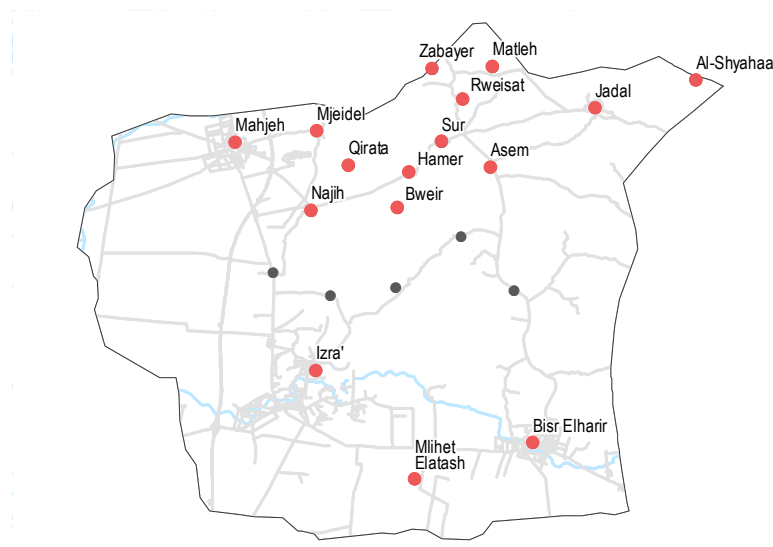 Zabayer
Matleh
Al-Shyahaa
Rweisat
Jadal
Mjeidel
Sur
Mahjeh
Qirata
Hamer
Asem
Najih
Bweir
Izra'
Bisr Elharir
Mlihet
Elatash